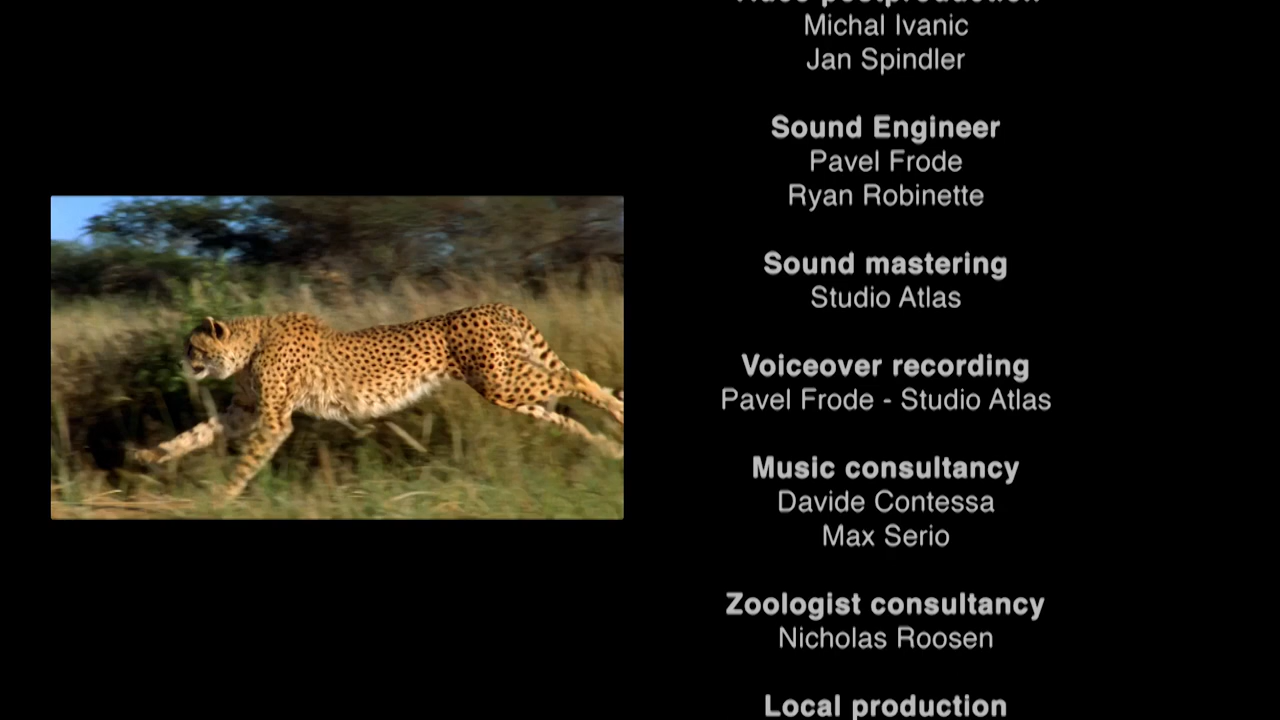 Michal Ivanic
Jan Spindler
Sound Engineer
Pavel Frode
Ryan Robinette
Sound mastering
Studio Atlas
Voiceover recording
Pavel Frode - Studio Atlas
Music consultancy
Davide Contessa
Max Serio
Zoologist consultancy
Nicholas Roosen
Local production